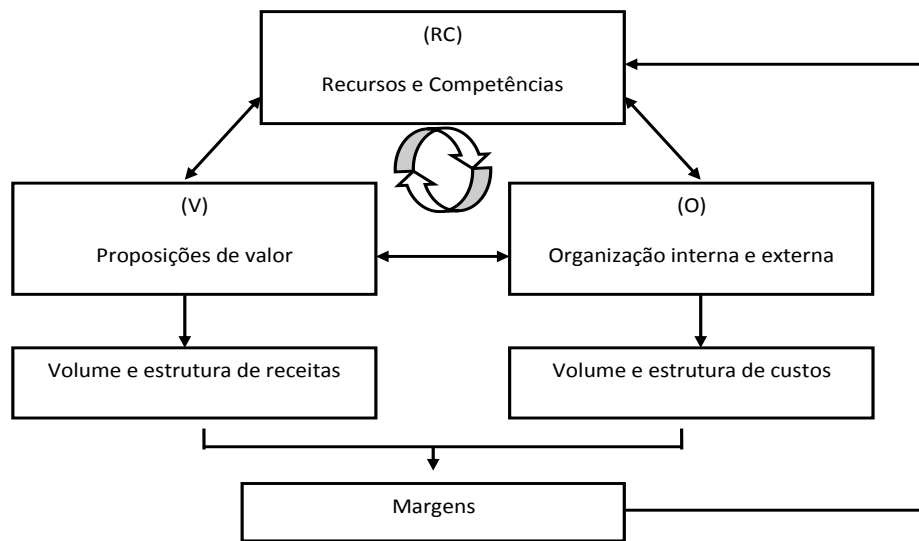 (RC)
Recursos e Competências
(V)
Proposições de valor
(O)
Organização interna e externa
Volume e estrutura de receitas
Volume e estrutura de custos
Margens